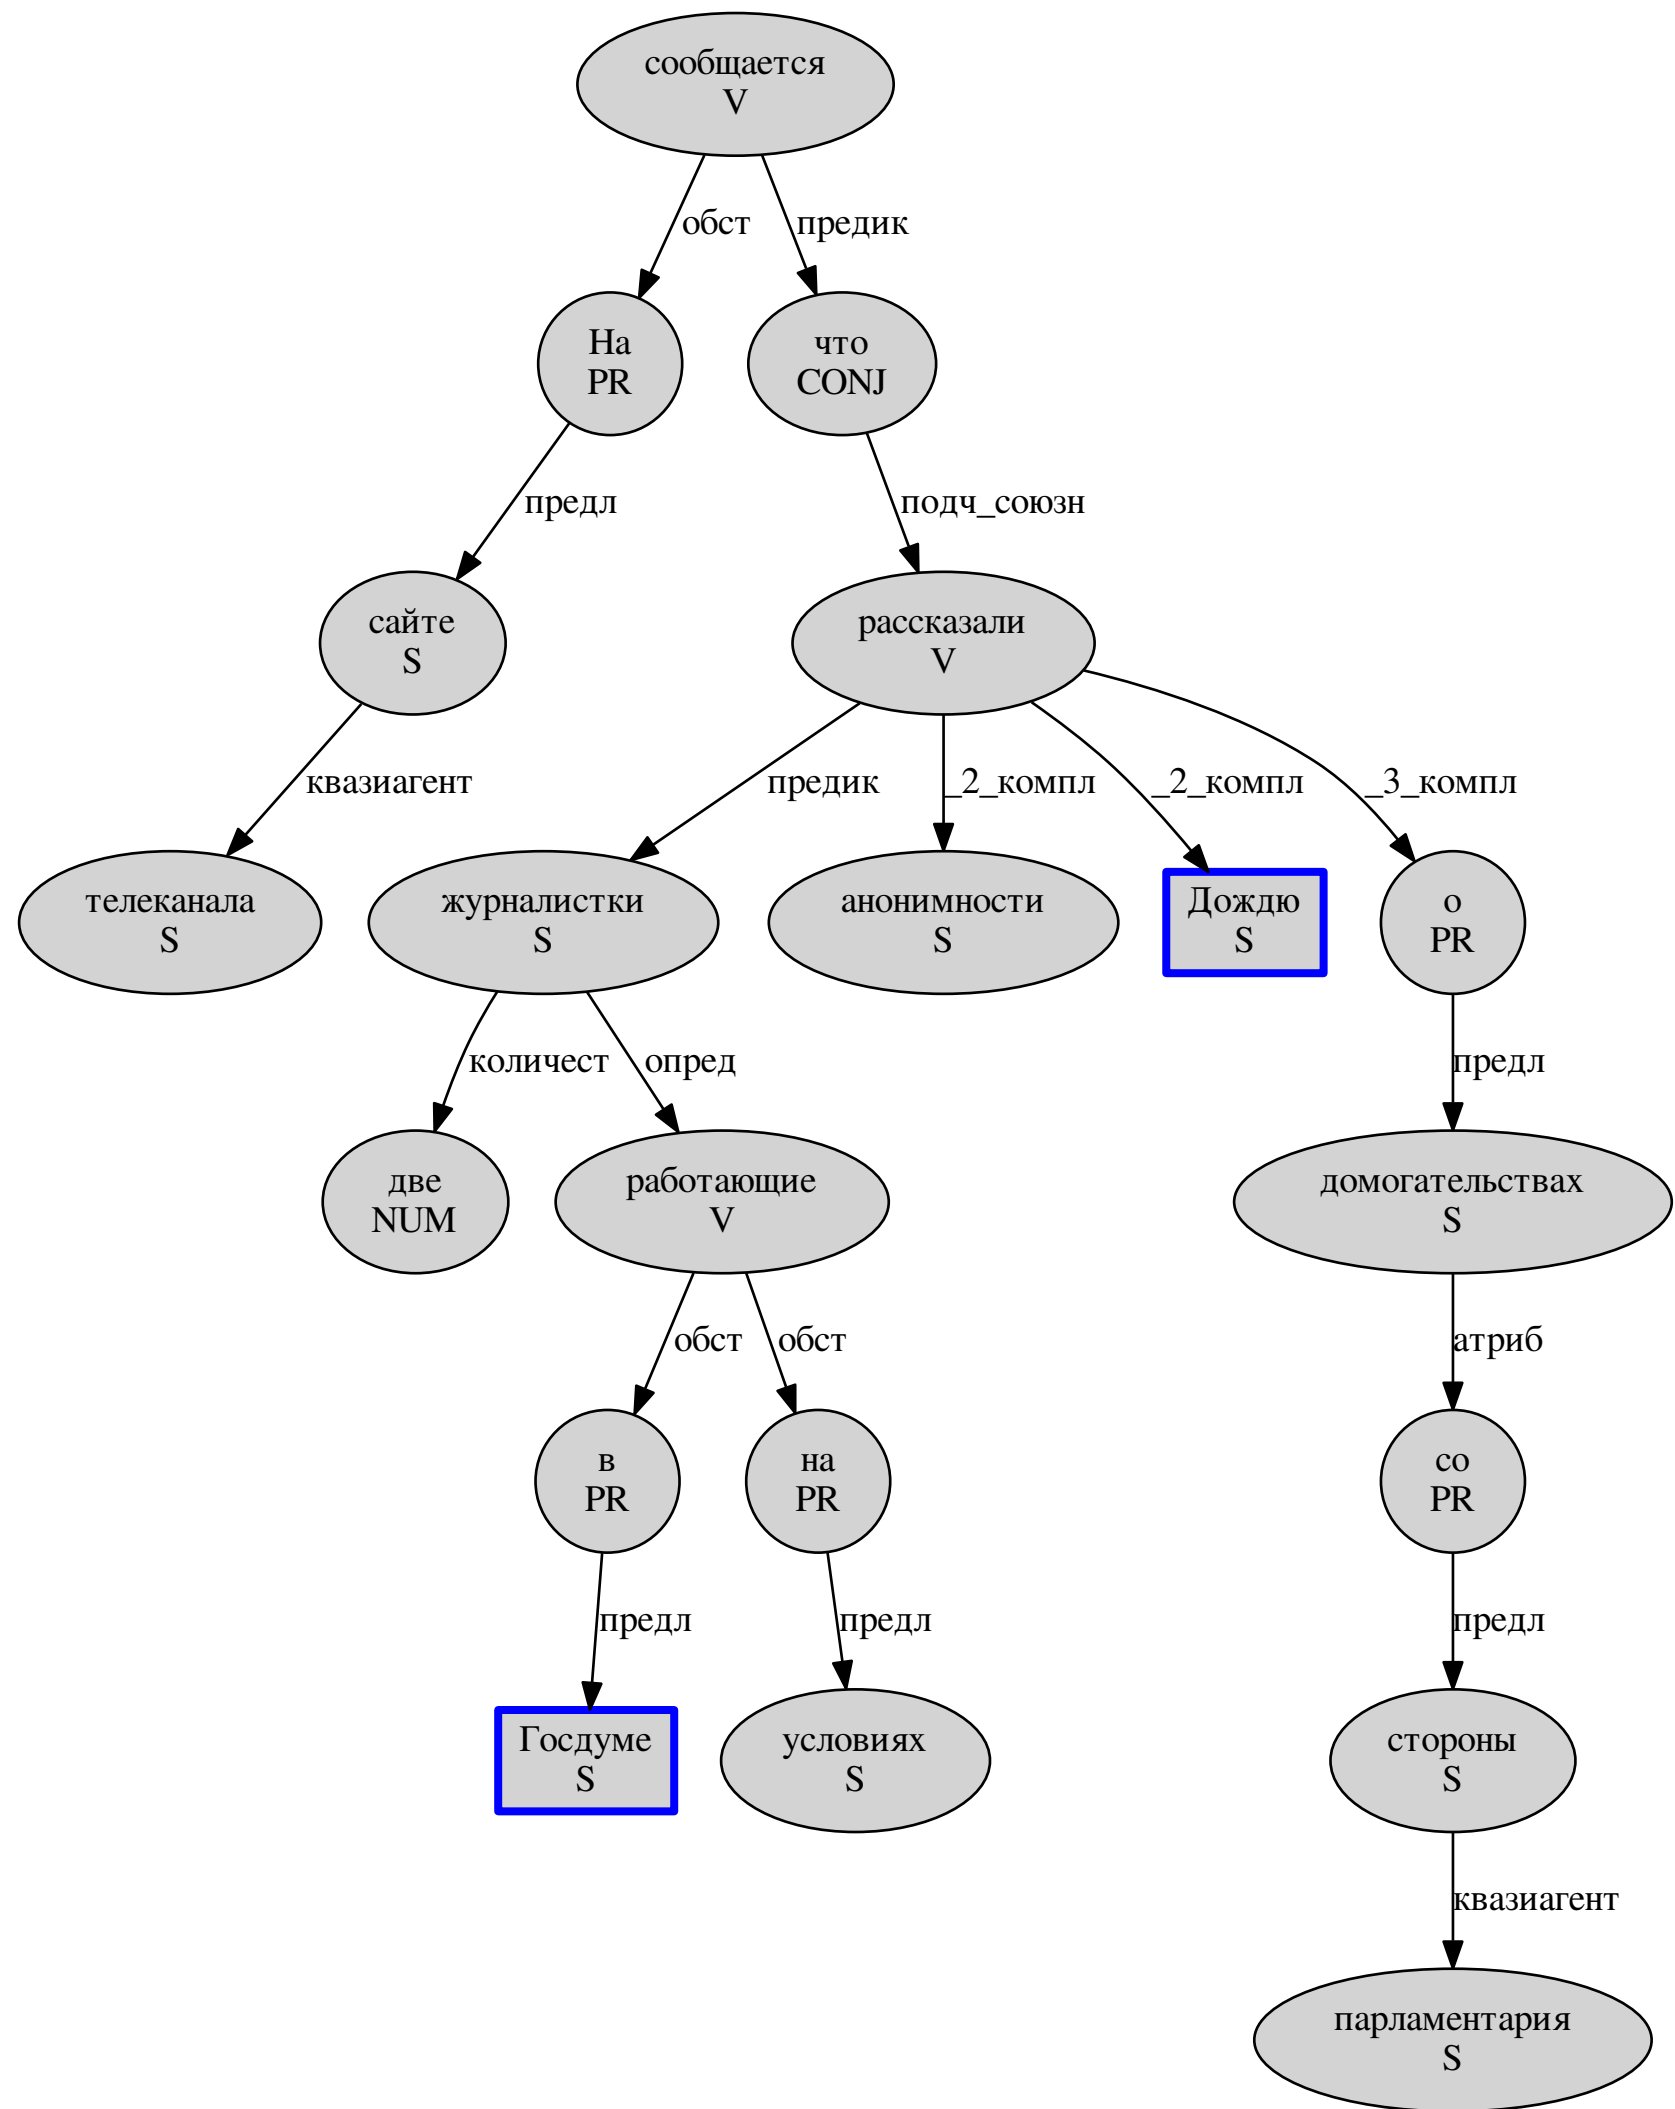 сообщается
V
обст
предик
На
PR
что
CONJ
предл
подч_союзн
сайте
S
рассказали
V
квазиагент
предик
_2_компл
_2_компл
_3_компл
телеканала
S
журналистки
S
анонимности
S
Дождю
S
о
PR
количест
опред
предл
две
NUM
работающие
V
домогательствах
S
обст
обст
атриб
в
PR
на
PR
со
PR
предл
предл
предл
Госдуме
S
условиях
S
стороны
S
квазиагент
парламентария
S